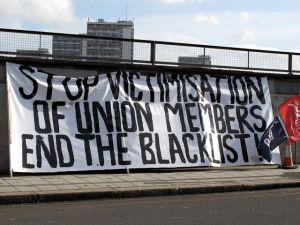 STOP VICTIMISATION
OF UNION MEMBERS
END THE BLACKLIST!